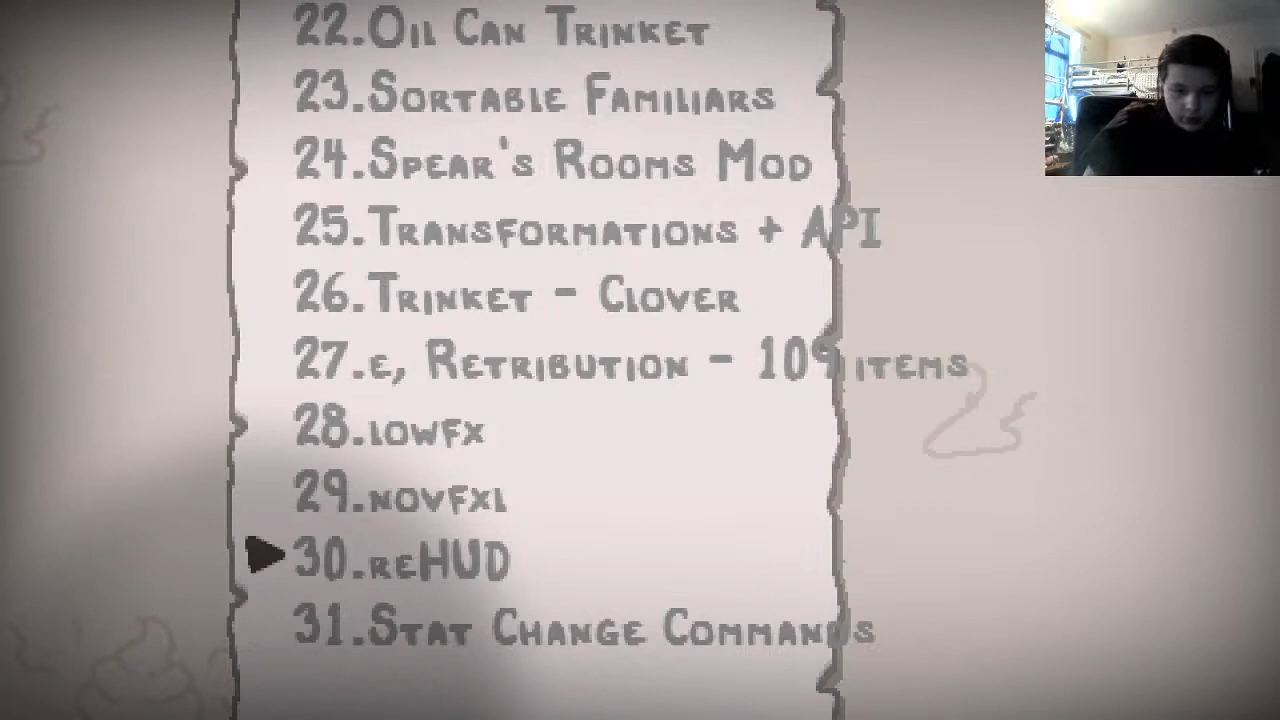 22.Oil Can Trinket
23.Sortable Familiars
24.Spear's Rooms Mod
25.Transformations + API
26.Trinket - Clover
27.e, Retribution - 109 items
28.lowfx
29.novfxl
30.reHUD
31.Stat Change Commands